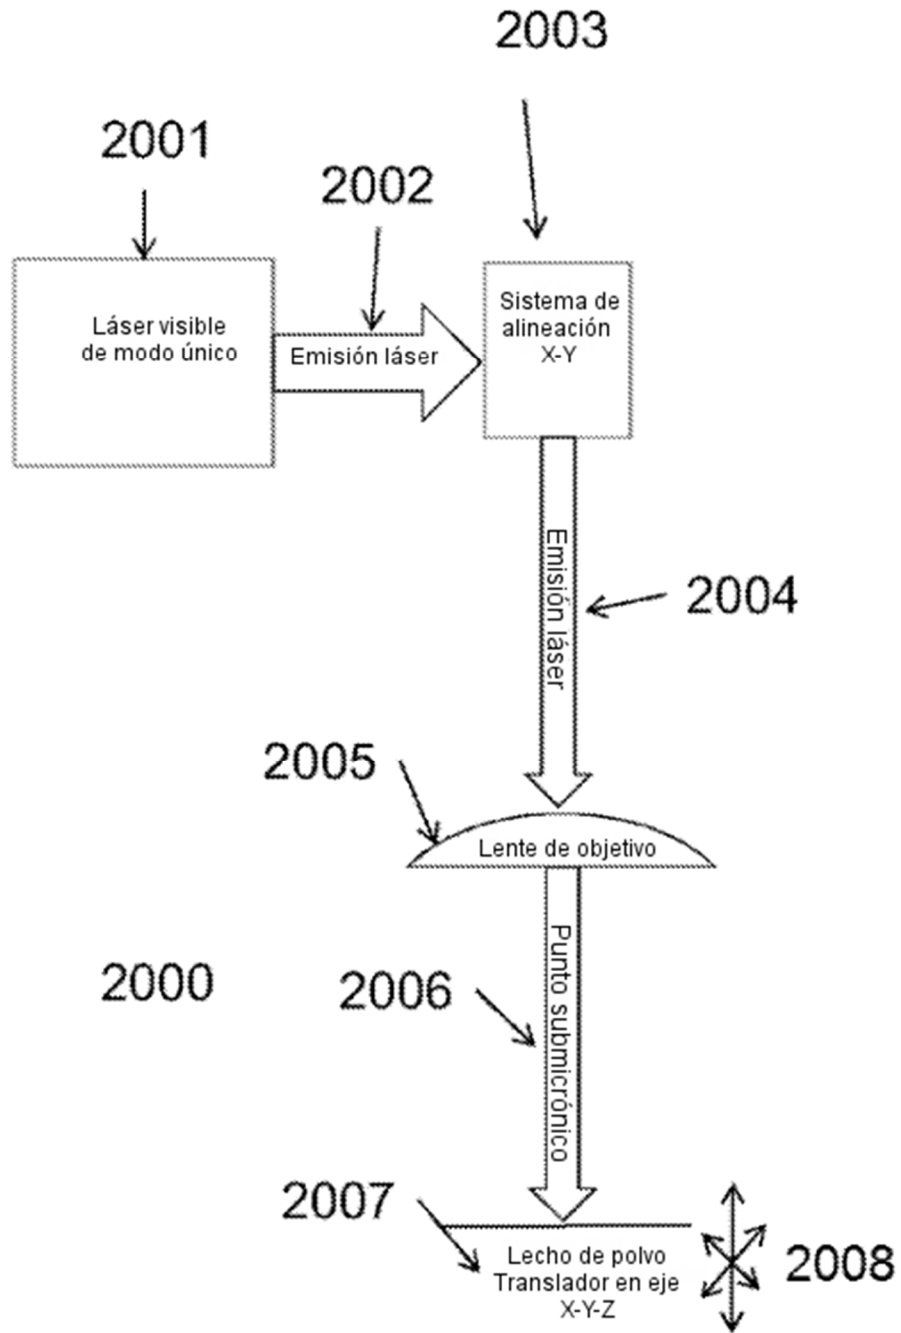 2003
2001
2002
Láser visible
de modo único
Emisión láser
Sistema de
alineación
X-Y
Emisión láser
2004
2005
Lente de objetivo
2000
2006
Punto submicrónico
2007
Lecho de polvo
Translador en eje
X-Y-Z
2008